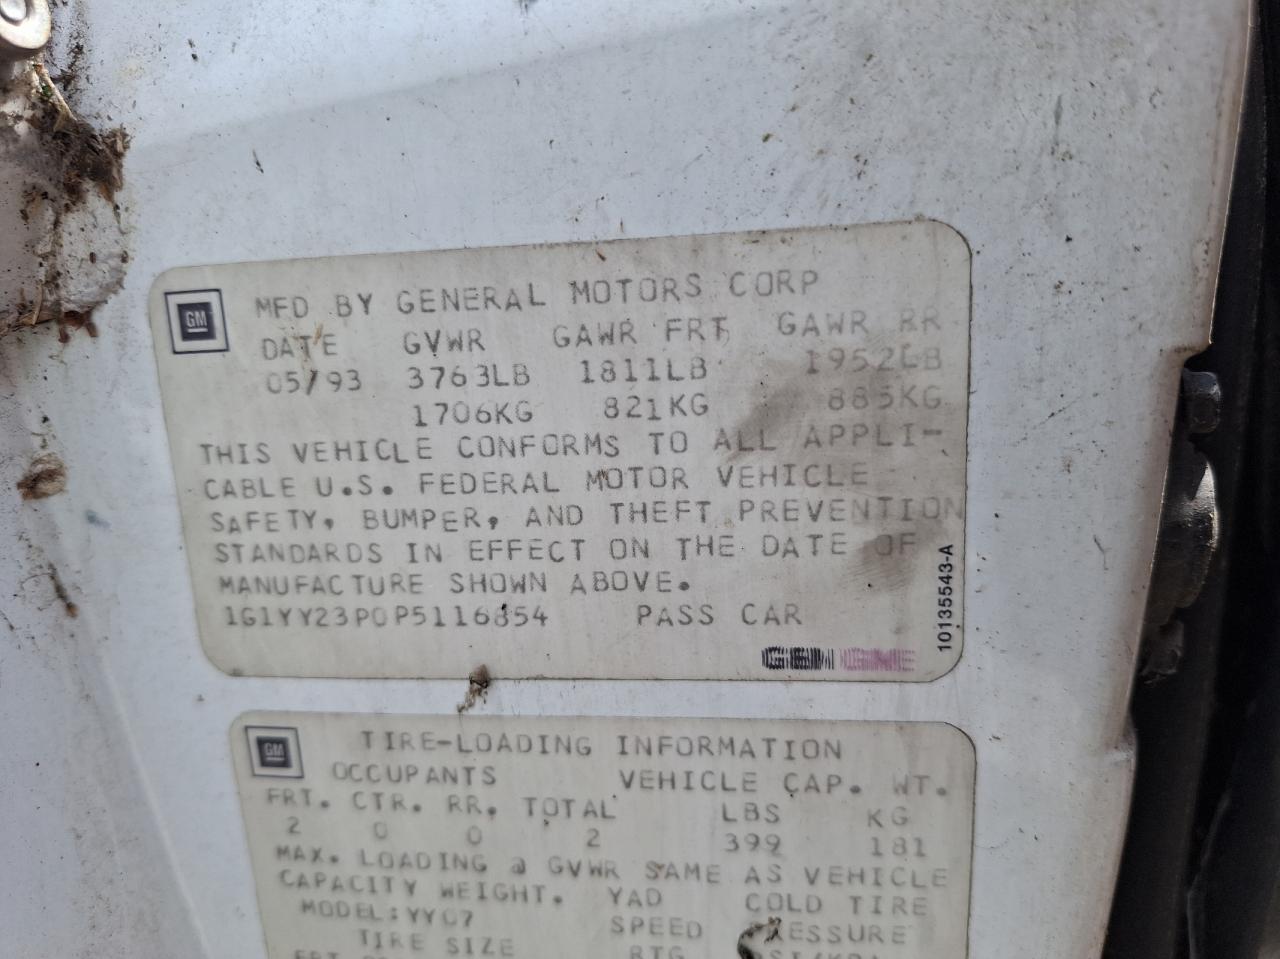 GM
MFD BY GENERAL MOTORS CORP
DATE GVWR GAWR FRT GAWR RR
05/93 3763LB 1811LB 1952LB
1706KG 821KG 885KG
THIS VEHICLE CONFORMS TO ALL APPLI-
CABLE U.S. FEDERAL MOTOR VEHICLE
SAFETY, BUMPER, AND THEFT PREVENTION
STANDARDS IN EFFECT ON THE DATE OF
MANUFACTURE SHOWN ABOVE.
1G1YY23P0P5116854 PASS CAR
10135543-A
GM
TIRE-LOADING INFORMATION
OCCUPANTS VEHICLE CAP. WT.
FRT. CTR. RR. TOTAL LBS KG
2 0 0 2 399 181
MAX. LOADING @ GVWR SAME AS VEHICLE
CAPACITY WEIGHT. YAD COLD TIRE
MODEL:YY07 SPEED PRESSURE
TIRE SIZE RTG